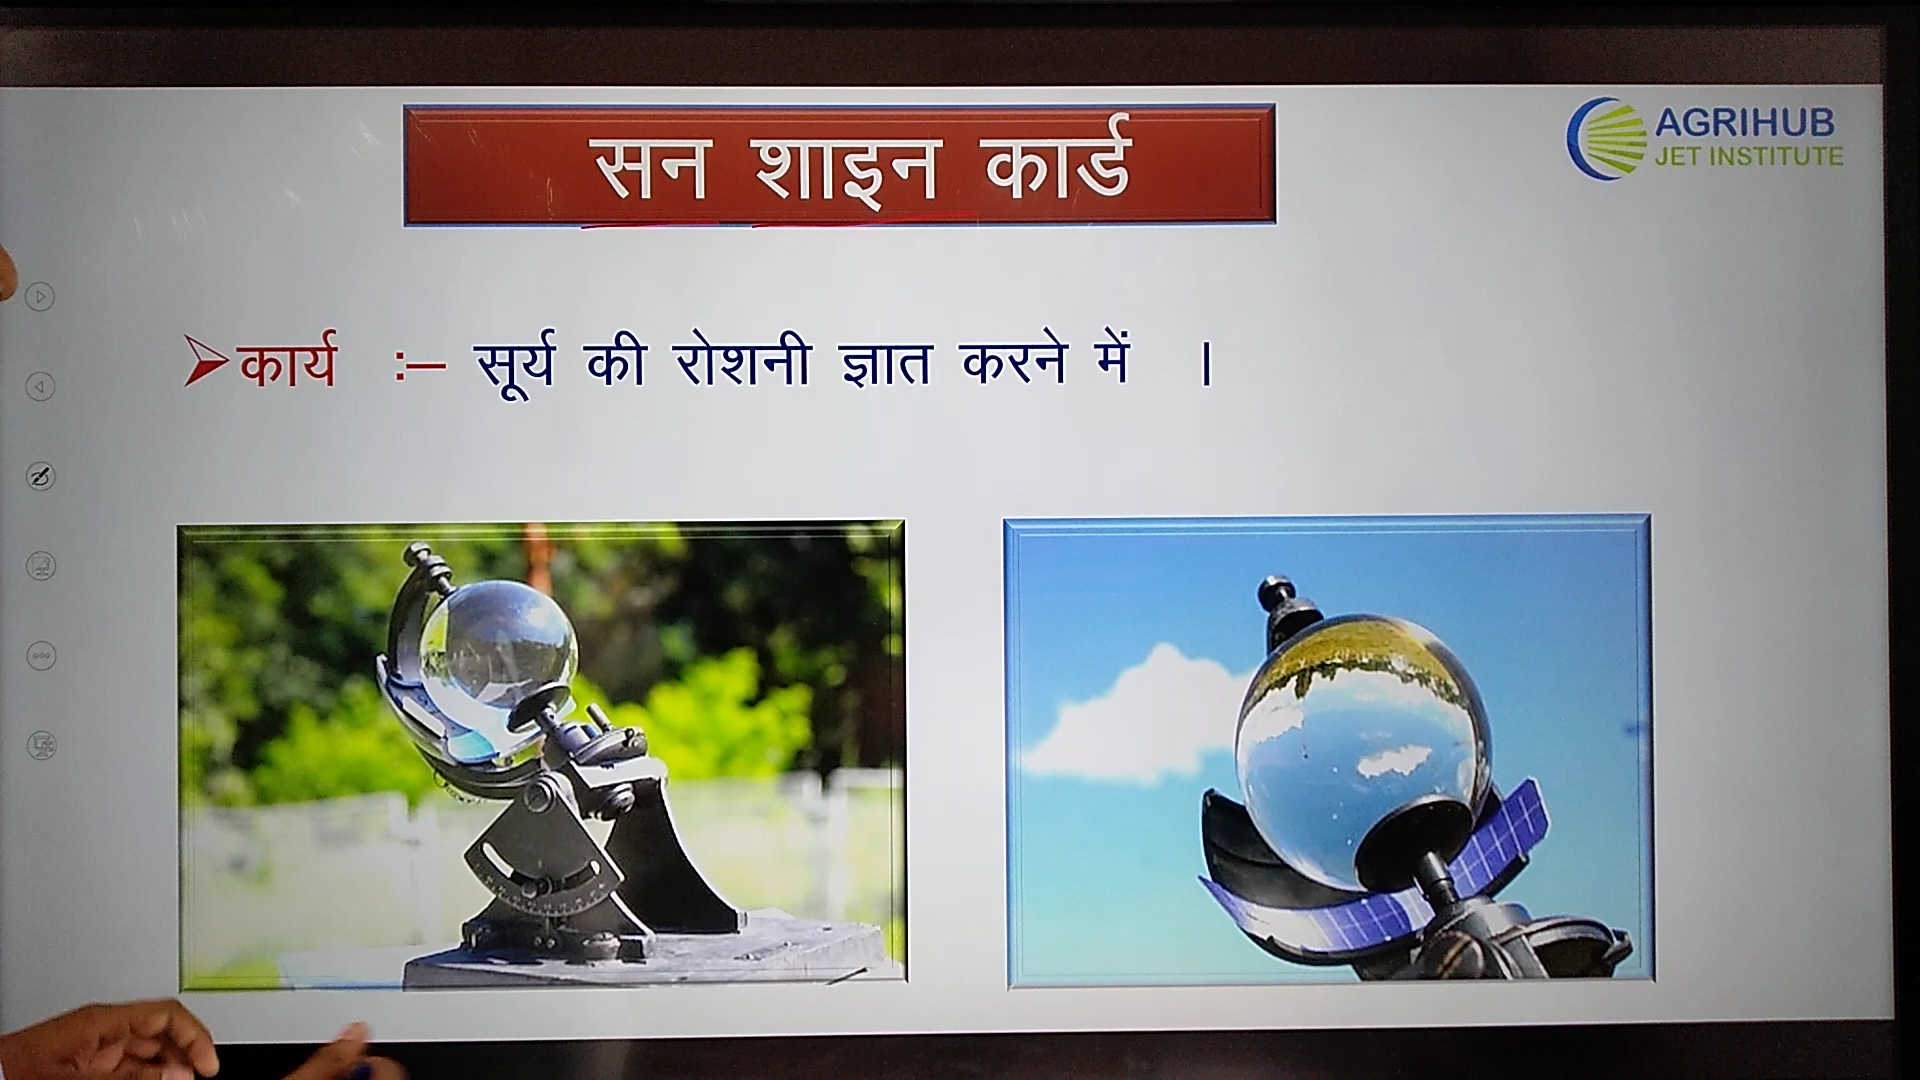 सन शाइन कार्ड
AGRIHUB
JET INSTITUTE
कार्य :– सूर्य की रोशनी ज्ञात करने में ।